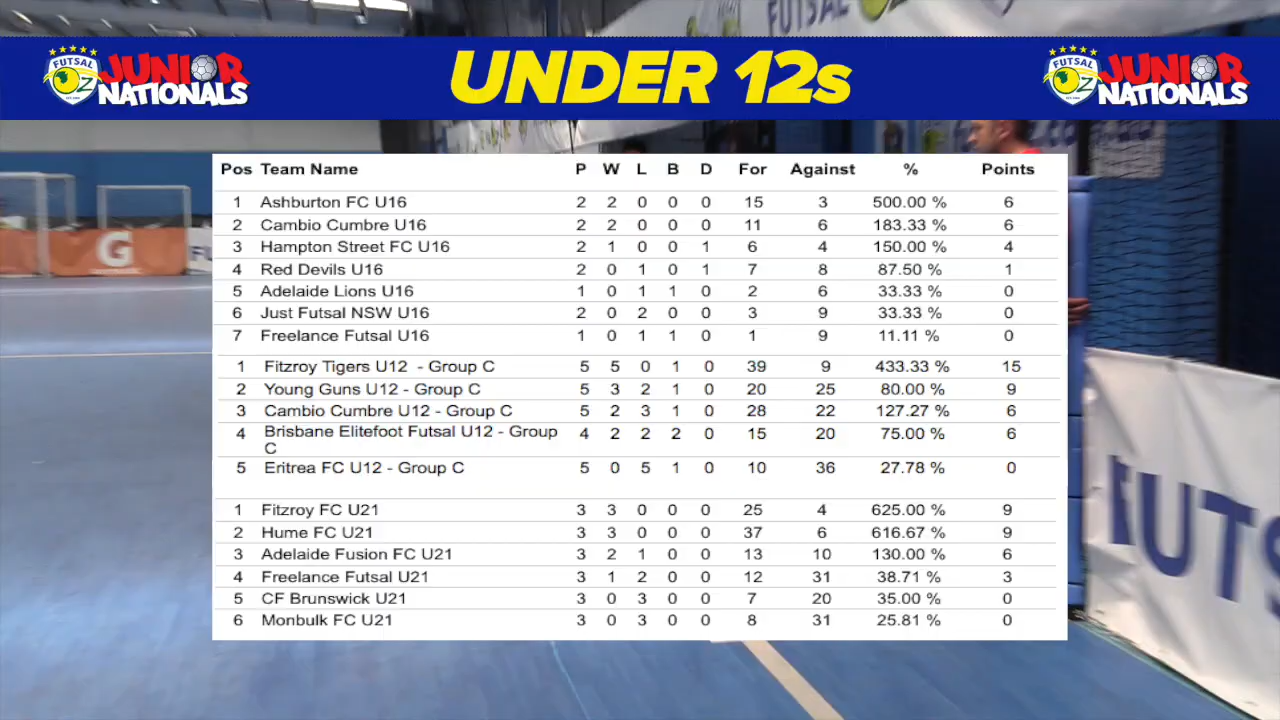 FUTSAL
FUTSAL OZ JUNIOR NATIONALS
UNDER 12s
FUTSAL OZ JUNIOR NATIONALS
Pos Team Name P W L B D For Against % Points
1 Ashburton FC U16 2 2 0 0 0 15 3 500.00 % 6
2 Cambio Cumbre U16 2 2 0 0 0 11 6 183.33 % 6
3 Hampton Street FC U16 2 1 0 0 1 6 4 150.00 % 4
4 Red Devils U16 2 0 1 0 1 7 8 87.50 % 1
5 Adelaide Lions U16 1 0 1 1 0 2 6 33.33 % 0
6 Just Futsal NSW U16 2 0 2 0 0 3 9 33.33 % 0
7 Freelance Futsal U16 1 0 1 1 0 1 9 11.11 % 0
1 Fitzroy Tigers U12 - Group C 5 5 0 1 0 39 9 433.33 % 15
2 Young Guns U12 - Group C 5 3 2 1 0 20 25 80.00 % 9
3 Cambio Cumbre U12 - Group C 5 2 3 1 0 28 22 127.27 % 6
4 Brisbane Elitefoot Futsal U12 - Group 4 2 2 2 0 15 20 75.00 % 6
C
5 Eritrea FC U12 - Group C 5 0 5 1 0 10 36 27.78 % 0
1 Fitzroy FC U21 3 3 0 0 0 25 4 625.00 % 9
2 Hume FC U21 3 3 0 0 0 37 6 616.67 % 9
3 Adelaide Fusion FC U21 3 2 1 0 0 13 10 130.00 % 6
4 Freelance Futsal U21 3 1 2 0 0 12 31 38.71 % 3
5 CF Brunswick U21 3 0 3 0 0 7 20 35.00 % 0
6 Monbulk FC U21 3 0 3 0 0 8 31 25.81 % 0
G
FU
FUTS